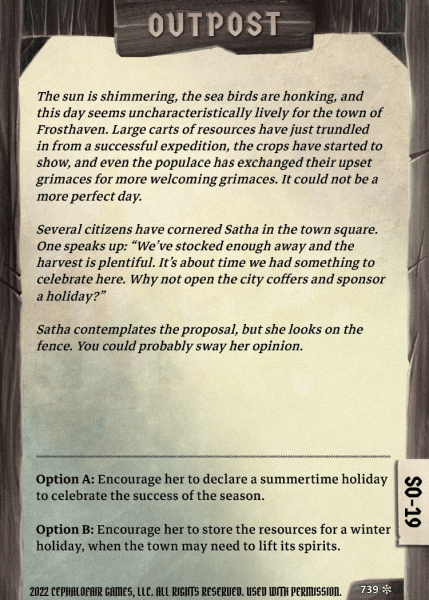 OUTPOST
The sun is shimmering, the sea birds are honking, and
this day seems uncharacteristically lively for the town of
Frosthaven. Large carts of resources have just trundled
in from a successful expedition, the crops have started to
show, and even the populace has exchanged their upset
grimaces for more welcoming grimaces. It could not be a
more perfect day.
Several citizens have cornered Satha in the town square.
One speaks up: “We’ve stocked enough away and the
harvest is plentiful. It’s about time we had something to
celebrate here. Why not open the city coffers and sponsor
a holiday?”
Satha contemplates the proposal, but she looks on the
fence. You could probably sway her opinion.
Option A: Encourage her to declare a summertime holiday
to celebrate the success of the season.
Option B: Encourage her to store the resources for a winter
holiday, when the town may need to lift its spirits.
SO-19
2022 CEPHALOFAIR GAMES, LLC. ALL RIGHTS RESERVED. USED WITH PERMISSION.
739